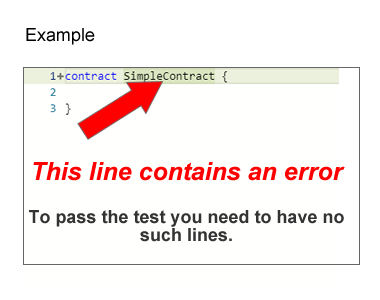 Example
1+contract SimpleContract {
2
3 }
This line contains an error
To pass the test you need to have no
such lines.